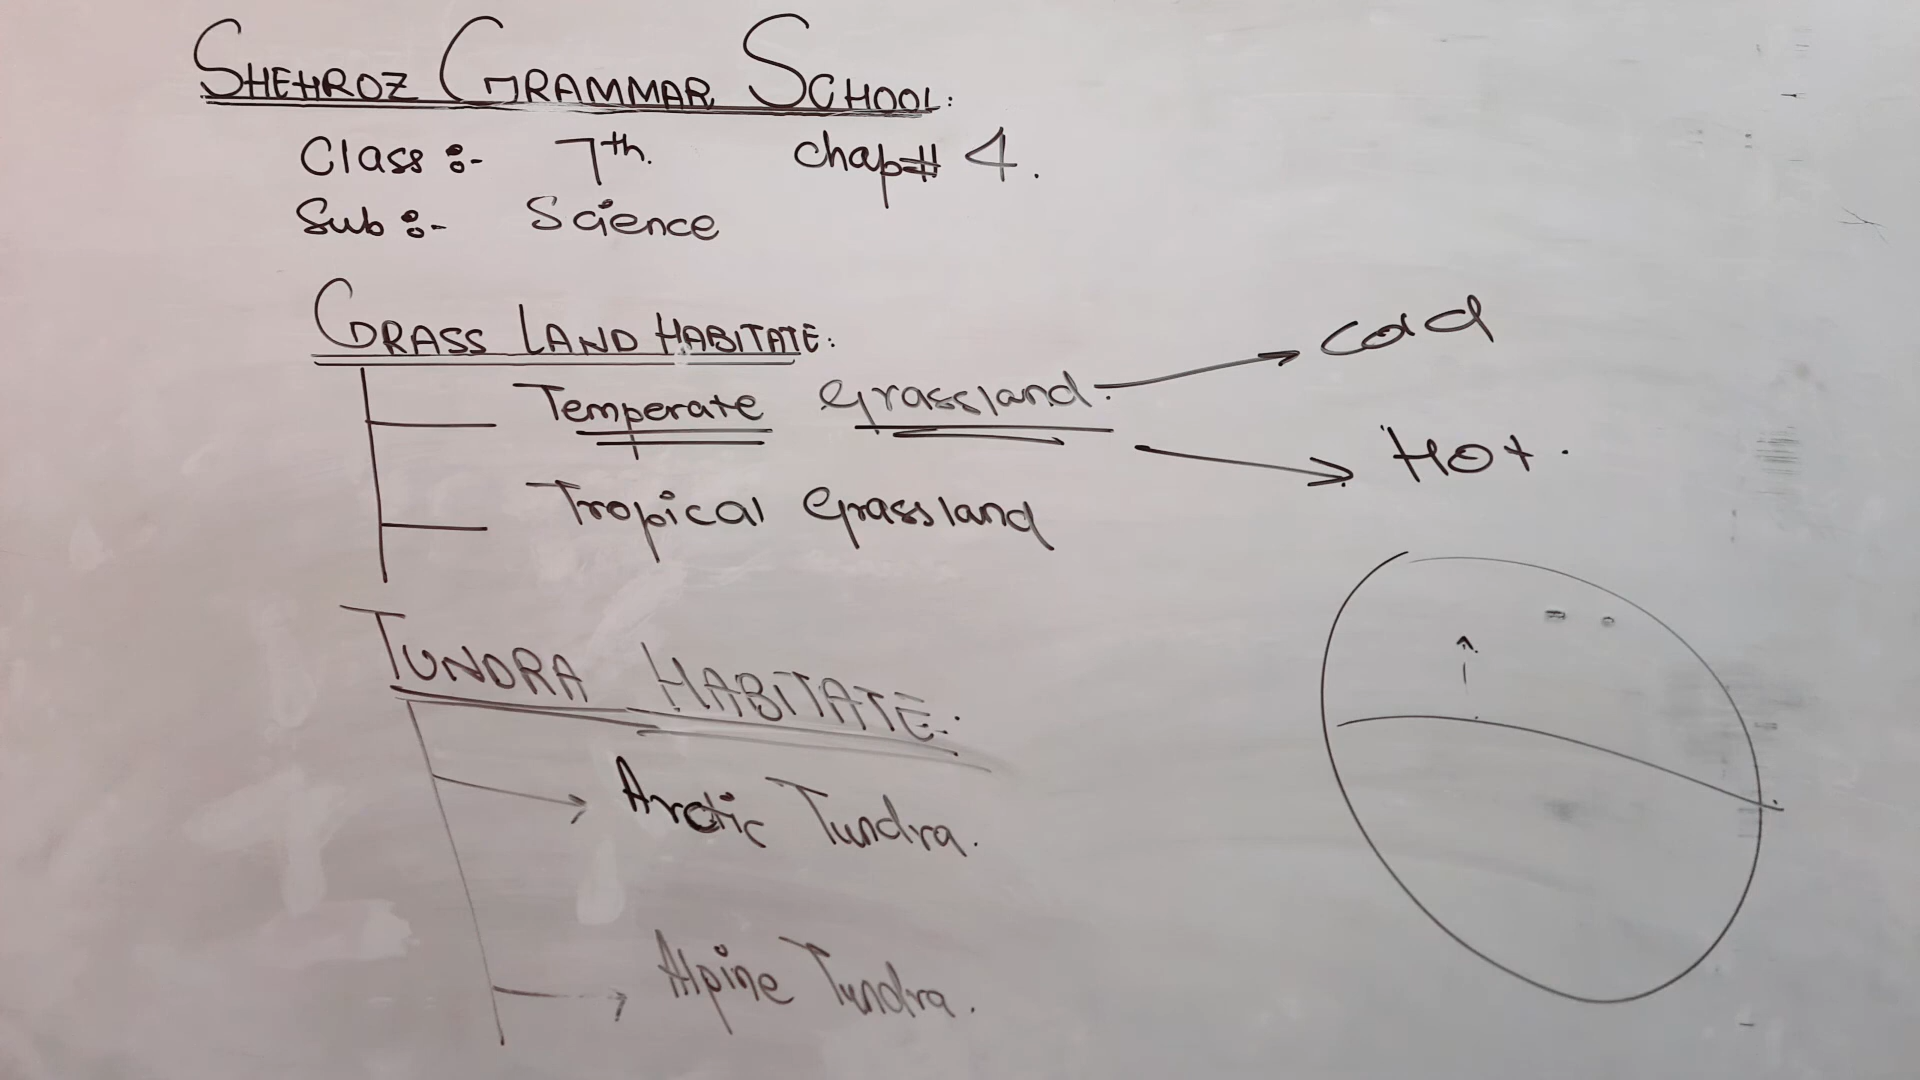 SHEHROZ GRAMMAR SCHOOL:
Class :- 7th. Chap# 4.
Sub :- Science
GRASS LAND HABITATE:
Temperate Grassland.
Cold
Hot.
Tropical Grassland
TUNDRA HABITATE:-
Arctic Tundra.
Alpine Tundra.